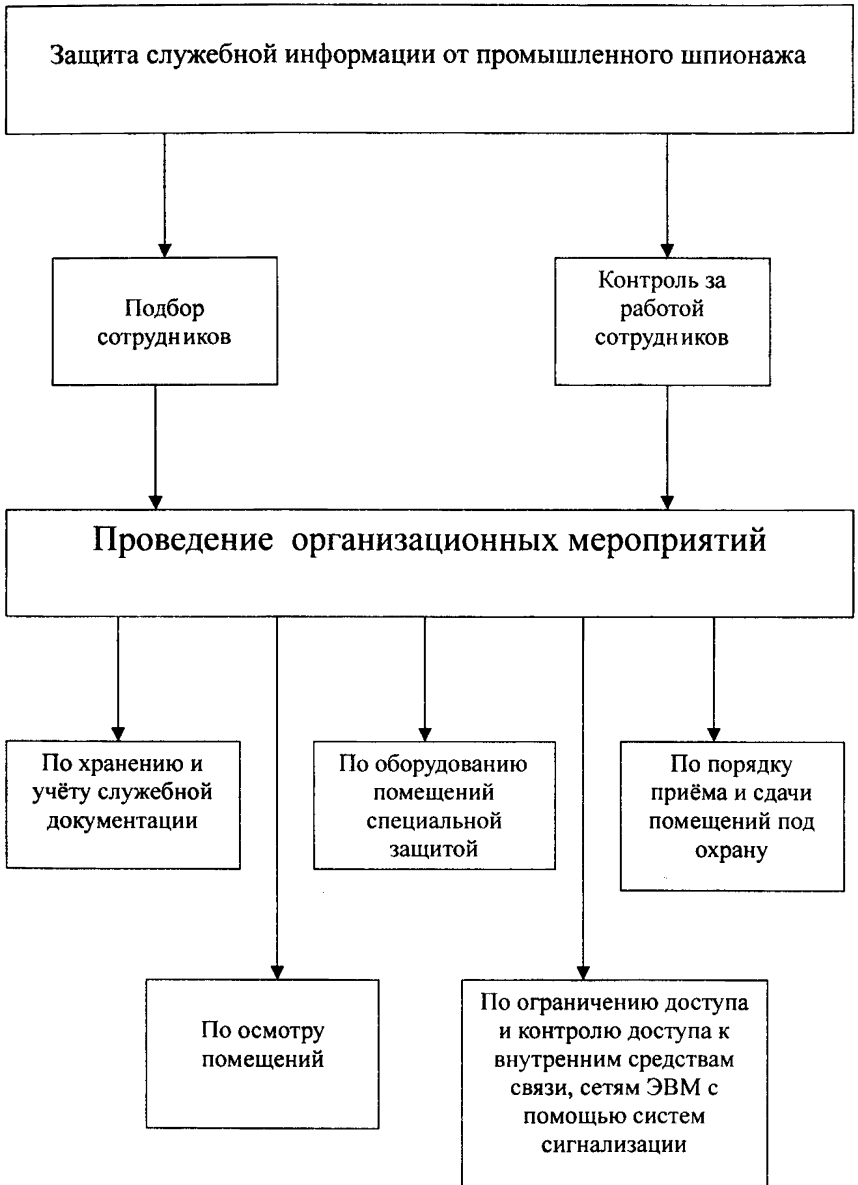 Защита служебной информации от промышленного шпионажа
Подбор
сотрудников
Контроль за
работой
сотрудников
Проведение организационных мероприятий
По хранению и
учёту служебной
документации
По оборудованию
помещений
специальной
защитой
По порядку
приёма и сдачи
помещений под
охрану
По осмотру
помещений
По ограничению доступа
и контролю доступа к
внутренним средствам
связи, сетям ЭВМ с
помощью систем
сигнализации